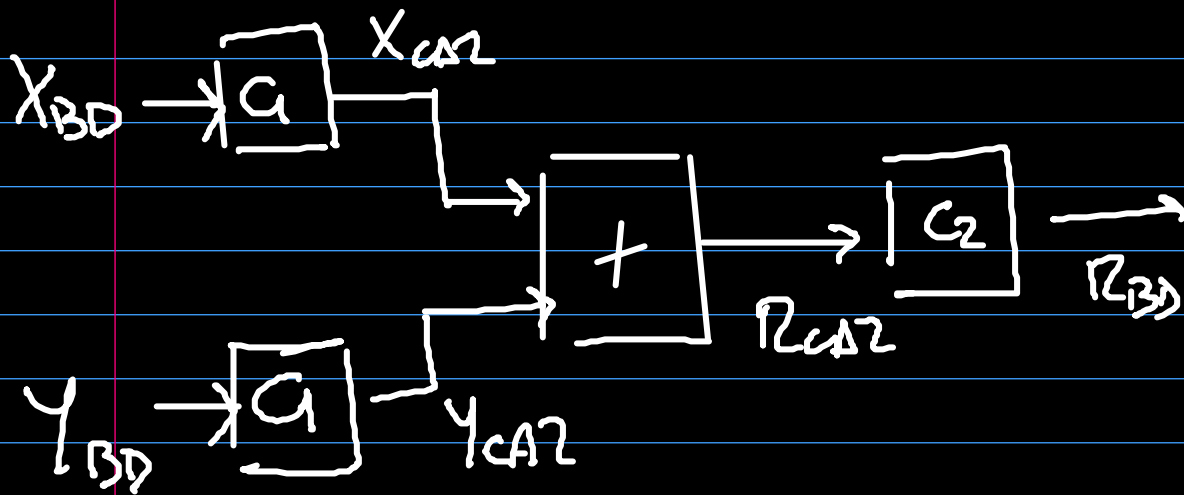 X_BD
C1
X_CA2
+
C2
R_BD
R_CA2
Y_BD
C1
Y_CA2